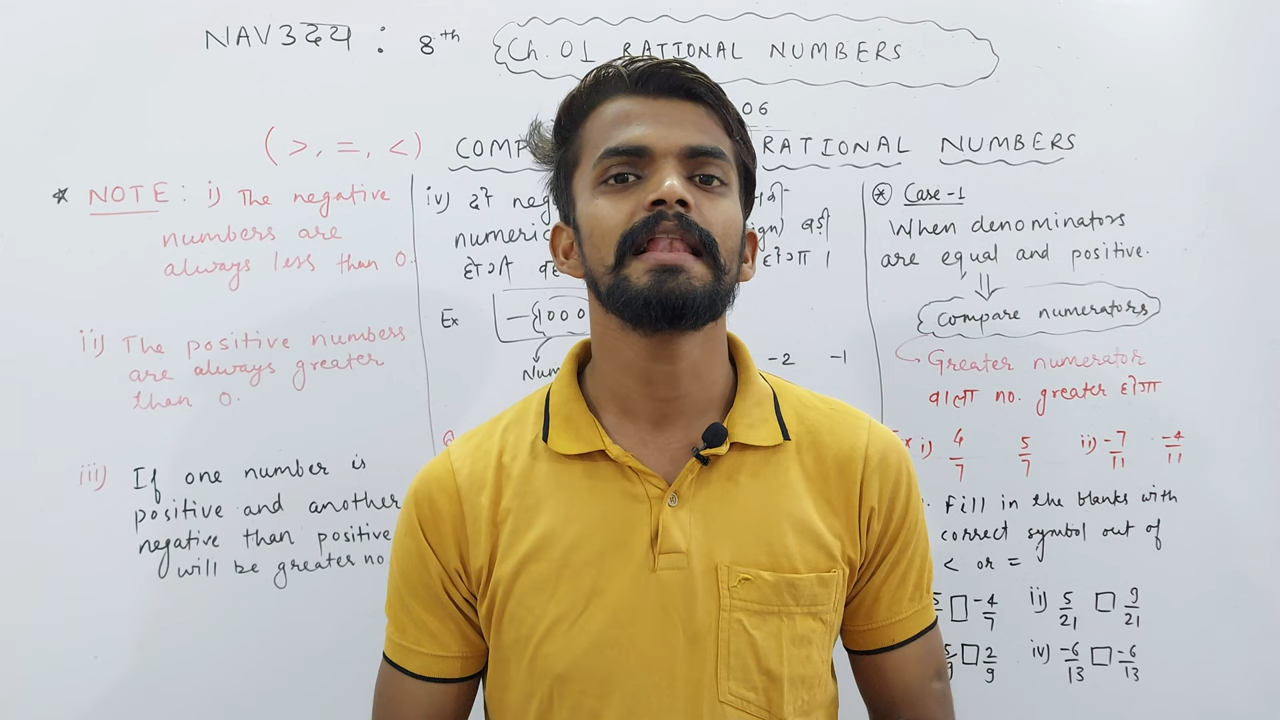 NAV3दय : 8th
Ch. 01 RATIONAL NUMBERS
06
(>, =, <)
RATIONAL NUMBERS
* NOTE: i) The negative
numbers are
always less than 0.
ii) The positive numbers
are always greater
than 0.
iii) If one number is
positive and another
negative than positive
will be greater no
iv) दो
numeric
होगा
बड़ी
होगा।
Ex
-1000
-2 -1
* Case-1
When denominators
are equal and positive.
Compare numerators
Greater numerator
वाला no. greater होगा
i) 4/7 5/7 ii) -7/11 -4/11
Fill in the blanks with
correct symbol out of
< or =
□ -4/7 ii) 5/21 □ 9/21
□ 2/9 iv) -6/13 □ -6/13